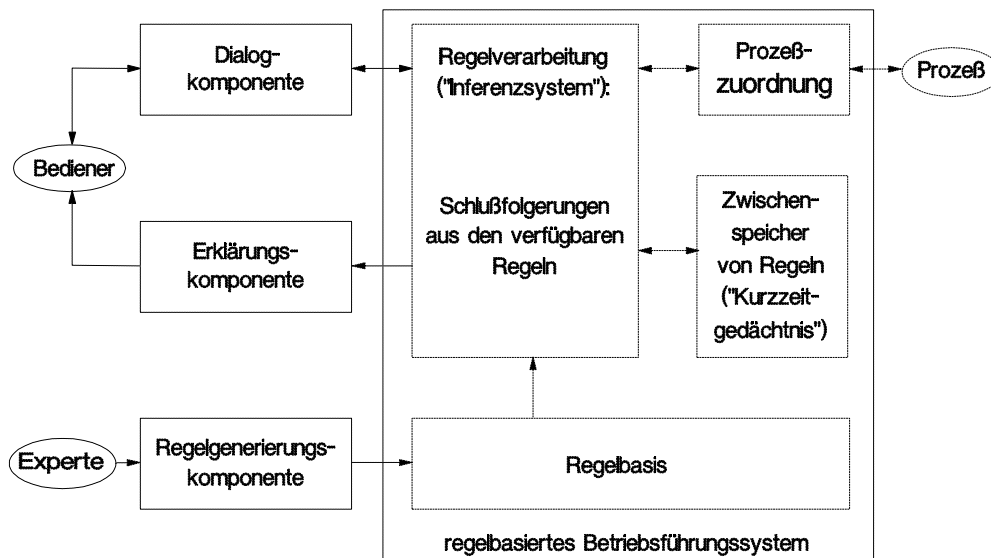 Dialog-
komponente
Regelverarbeitung
("Inferenzsystem"):
Prozeß-
zuordnung
Prozeß
Bediener
Schlußfolgerungen
aus den verfügbaren
Regeln
Zwischen-
speicher
von Regeln
("Kurzzeit-
gedächtnis")
Erklärungs-
komponente
Experte
Regelgenerierungs-
komponente
Regelbasis
regelbasiertes Betriebsführungssystem